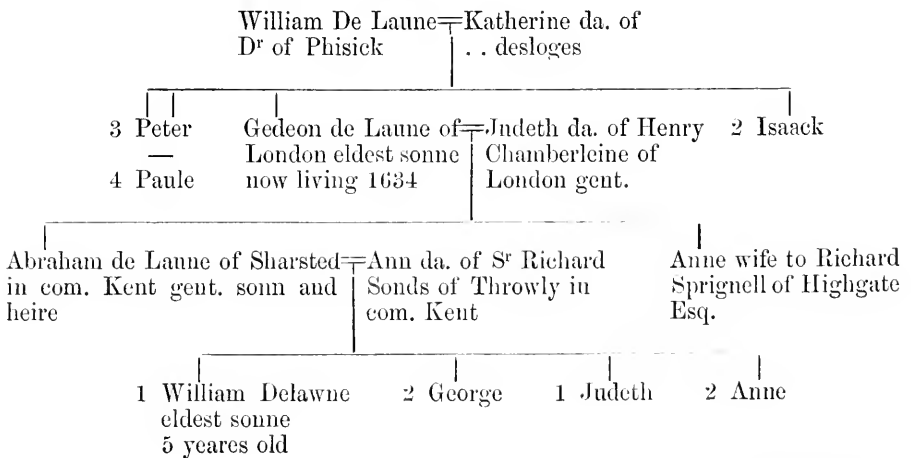 William De Laune=Katherine da. of
Dr of Phisick . . desloges
3 Peter Gedeon de Laune of=Judeth da. of Henry 2 Isaack
— London eldest sonne Chamberleine of
4 Paule now living 1634 London gent.
Abraham de Laune of Sharsted=Ann da. of Sr Richard Anne wife to Richard
in com. Kent gent. sonn and Sonds of Throwly in Sprignell of Highgate
heire com. Kent Esq.
1 William Delawne 2 George 1 Judeth 2 Anne
eldest sonne
5 yeares old